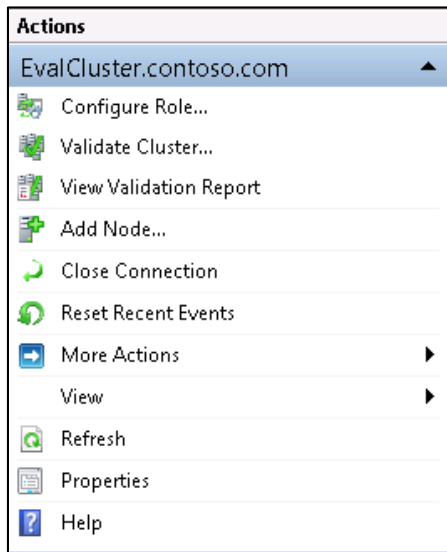 Actions
EvalCluster.contoso.com
Configure Role...
Validate Cluster...
View Validation Report
Add Node...
Close Connection
Reset Recent Events
More Actions
View
Refresh
Properties
Help